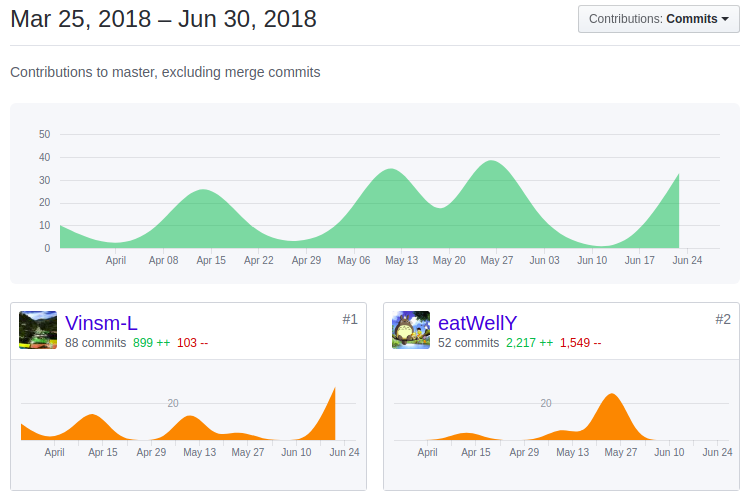 Mar 25, 2018 – Jun 30, 2018
Contributions: Commits
Contributions to master, excluding merge commits
50
40
30
20
10
0
April Apr 08 Apr 15 Apr 22 Apr 29 May 06 May 13 May 20 May 27 Jun 03 Jun 10 Jun 17 Jun 24
Vinsm-L #1
88 commits 899 ++ 103 --
20
April Apr 15 Apr 29 May 13 May 27 Jun 10 Jun 24
eatWellY #2
52 commits 2,217 ++ 1,549 --
20
April Apr 15 Apr 29 May 13 May 27 Jun 10 Jun 24